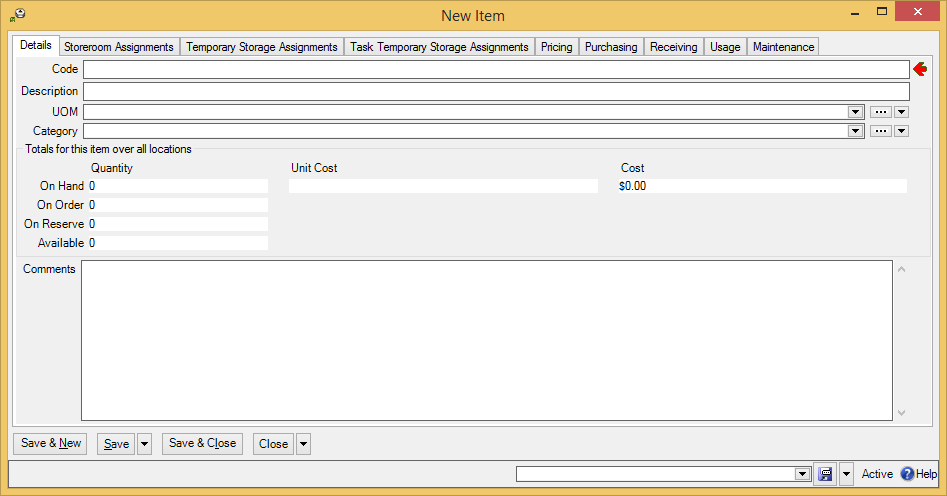 New Item
Details Storeroom Assignments Temporary Storage Assignments Task Temporary Storage Assignments Pricing Purchasing Receiving Usage Maintenance
Code
Description
UOM
Category
Totals for this item over all locations
Quantity Unit Cost Cost
On Hand 0 $0.00
On Order 0
On Reserve 0
Available 0
Comments
Save & New Save Save & Close Close
Active Help